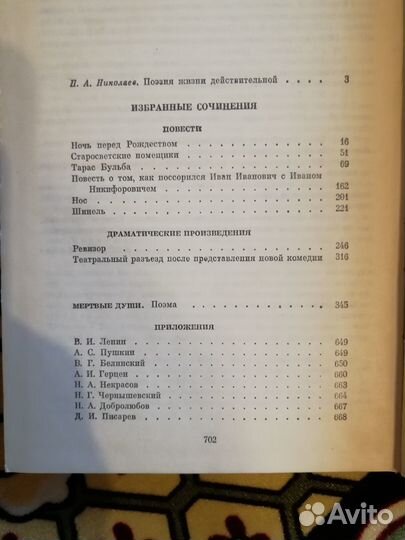 П. А. Николаев. Поэзия жизни действительной . . . . 3
ИЗБРАННЫЕ СОЧИНЕНИЯ
ПОВЕСТИ
Ночь перед Рождеством . . . . . . . . . . . 16
Старосветские помещики . . . . . . . . . . . 51
Тарас Бульба . . . . . . . . . . . . . . 69
Повесть о том, как поссорился Иван Иванович с Иваном
Никифоровичем . . . . . . . . . . . . 162
Нос . . . . . . . . . . . . . . . . . 201
Шинель . . . . . . . . . . . . . . . . 221
ДРАМАТИЧЕСКИЕ ПРОИЗВЕДЕНИЯ
Ревизор . . . . . . . . . . . . . . . 246
Театральный разъезд после представления новой комедии 316
МЕРТВЫЕ ДУШИ. Поэма . . . . . . . . . . . 345
ПРИЛОЖЕНИЯ
В. И. Ленин . . . . . . . . . . . . . . 649
А. С. Пушкин . . . . . . . . . . . . . . 649
В. Г. Белинский . . . . . . . . . . . . . 650
А. И. Герцен . . . . . . . . . . . . . . 660
Н. А. Некрасов . . . . . . . . . . . . . 663
Н. Г. Чернышевский . . . . . . . . . . . . 664
Н. А. Добролюбов . . . . . . . . . . . . . 667
Д. И. Писарев . . . . . . . . . . . . . . 668
702
Avito